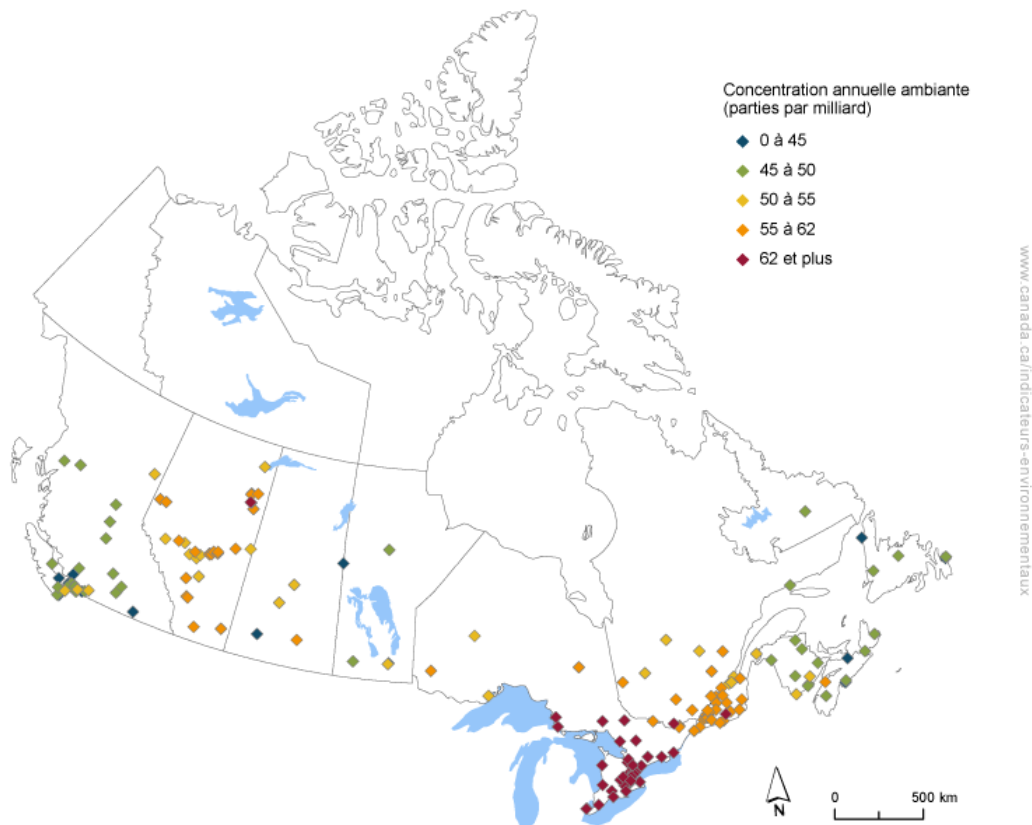 Concentration annuelle ambiante
(parties par milliard)
0 à 45
45 à 50
50 à 55
55 à 62
62 et plus
www.canada.ca/indicateurs-environnementaux
N
0 500 km